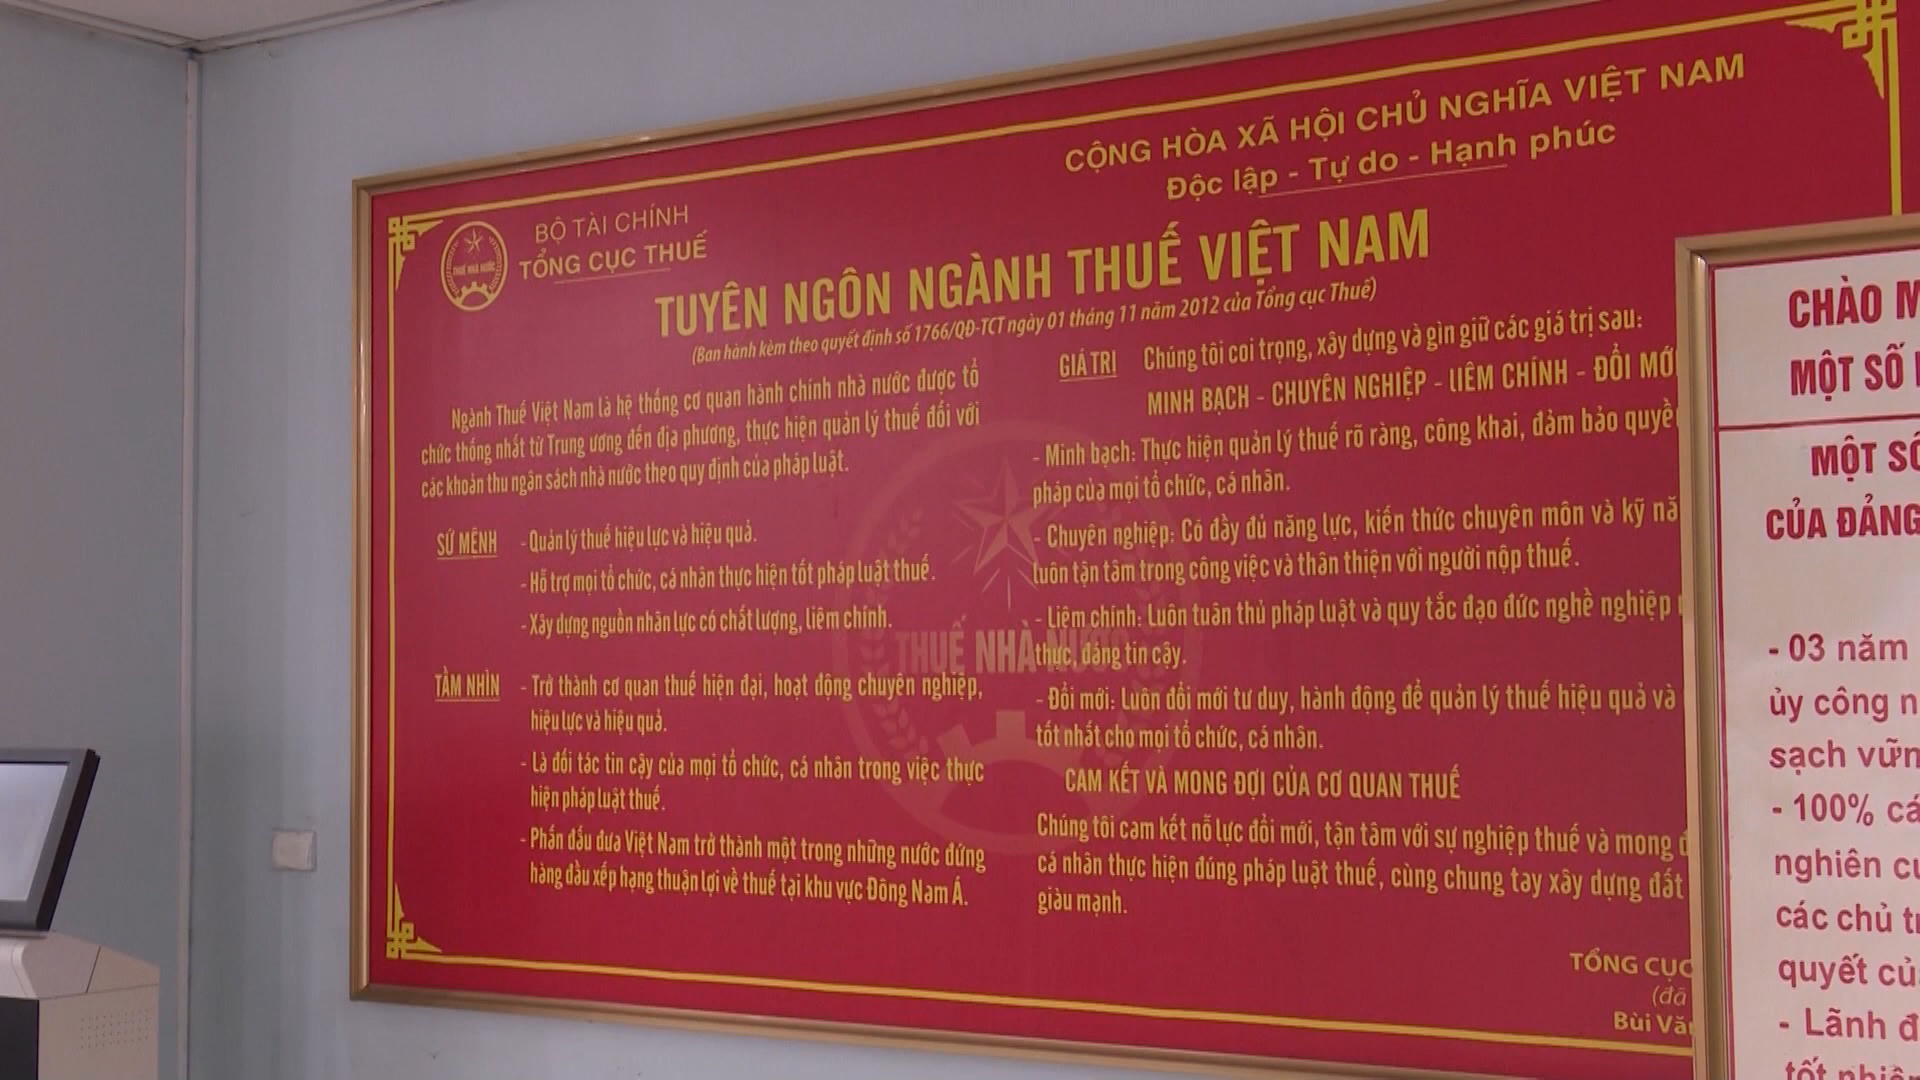 BỘ TÀI CHÍNH
TỔNG CỤC THUẾ
THUẾ NHÀ NƯỚC
CỘNG HÒA XÃ HỘI CHỦ NGHĨA VIỆT NAM
Độc lập - Tự do - Hạnh phúc
TUYÊN NGÔN NGÀNH THUẾ VIỆT NAM
(Ban hành kèm theo quyết định số 1766/QĐ-TCT ngày 01 tháng 11 năm 2012 của Tổng cục Thuế)
Ngành Thuế Việt Nam là hệ thống cơ quan hành chính nhà nước được tổ
chức thống nhất từ Trung ương đến địa phương, thực hiện quản lý thuế đối với
các khoản thu ngân sách nhà nước theo quy định của pháp luật.
SỨ MỆNH - Quản lý thuế hiệu lực và hiệu quả.
- Hỗ trợ mọi tổ chức, cá nhân thực hiện tốt pháp luật thuế.
- Xây dựng nguồn nhân lực có chất lượng, liêm chính.
TẦM NHÌN - Trở thành cơ quan thuế hiện đại, hoạt động chuyên nghiệp,
hiệu lực và hiệu quả.
- Là đối tác tin cậy của mọi tổ chức, cá nhân trong việc thực
hiện pháp luật thuế.
- Phấn đấu đưa Việt Nam trở thành một trong những nước đứng
hàng đầu xếp hạng thuận lợi về thuế tại khu vực Đông Nam Á.
GIÁ TRỊ Chúng tôi coi trọng, xây dựng và gìn giữ các giá trị sau:
MINH BẠCH - CHUYÊN NGHIỆP - LIÊM CHÍNH - ĐỔI MỚ
- Minh bạch: Thực hiện quản lý thuế rõ ràng, công khai, đảm bảo quyề
pháp của mọi tổ chức, cá nhân.
- Chuyên nghiệp: Có đầy đủ năng lực, kiến thức chuyên môn và kỹ nă
luôn tận tâm trong công việc và thân thiện với người nộp thuế.
- Liêm chính: Luôn tuân thủ pháp luật và quy tắc đạo đức nghề nghiệp
thực, đáng tin cậy.
- Đổi mới: Luôn đổi mới tư duy, hành động để quản lý thuế hiệu quả và
tốt nhất cho mọi tổ chức, cá nhân.
CAM KẾT VÀ MONG ĐỢI CỦA CƠ QUAN THUẾ
Chúng tôi cam kết nỗ lực đổi mới, tận tâm với sự nghiệp thuế và mong
cá nhân thực hiện đúng pháp luật thuế, cùng chung tay xây dựng đất
giàu mạnh.
TỔNG CỤC
(đã
Bùi Vă
THUẾ NHÀ NƯỚC
CHÀO M
MỘT SỐ
MỘT SỐ
CỦA ĐẢNG
- 03 năm
ủy công n
sạch vữn
- 100% cá
nghiên cứ
các chủ tr
quyết củ
- Lãnh đ
tốt nhiệ